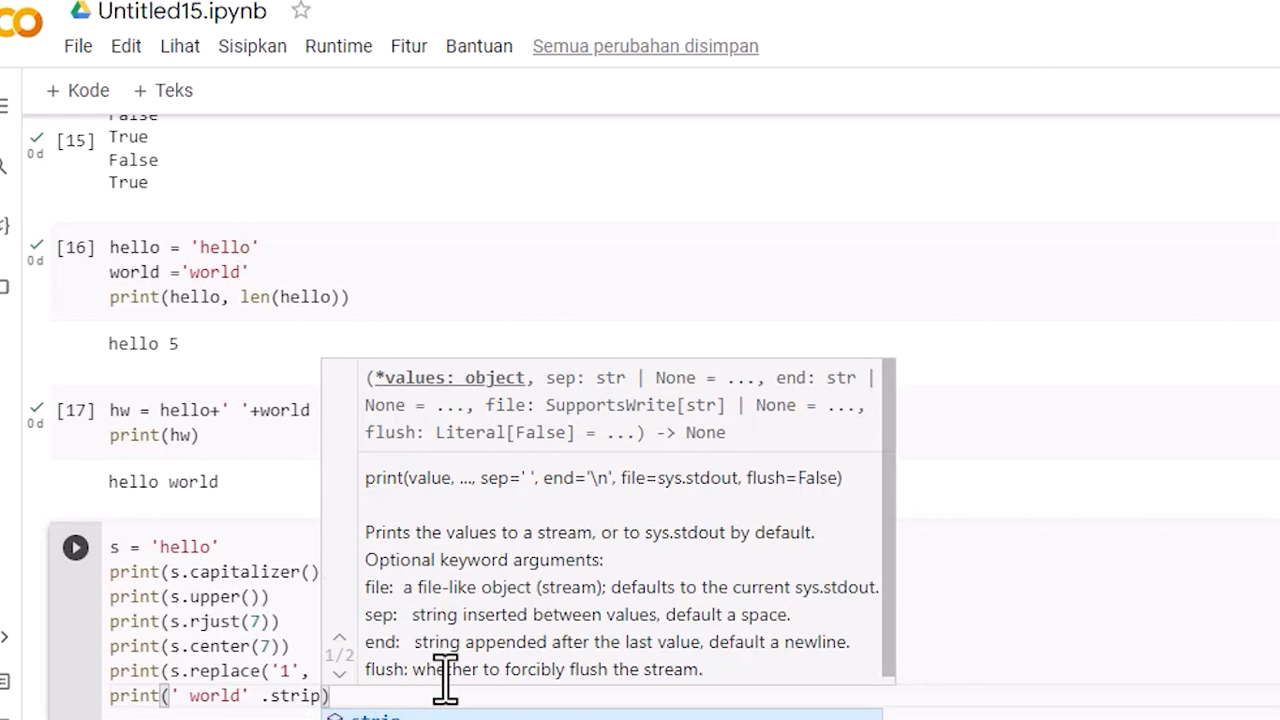 Untitled15.ipynb
File Edit Lihat Sisipkan Runtime Fitur Bantuan Semua perubahan disimpan
+ Kode + Teks
False
[15] True
0 d
False
True
[16] hello = 'hello'
0 d
world ='world'
print(hello, len(hello))
hello 5
(*values: object, sep: str | None = ..., end: str |
None = ..., file: SupportsWrite[str] | None = ...,
flush: Literal[False] = ...) -> None
[17] hw = hello+' '+world
0 d
print(hw)
hello world
print(value, ..., sep=' ', end='\n', file=sys.stdout, flush=False)
Prints the values to a stream, or to sys.stdout by default.
Optional keyword arguments:
file: a file-like object (stream); defaults to the current sys.stdout.
sep: string inserted between values, default a space.
end: string appended after the last value, default a newline.
flush: whether to forcibly flush the stream.
1/2
s = 'hello'
print(s.capitalizer()
print(s.upper())
print(s.rjust(7))
print(s.center(7))
print(s.replace('1',
print(' world' .strip)
strip